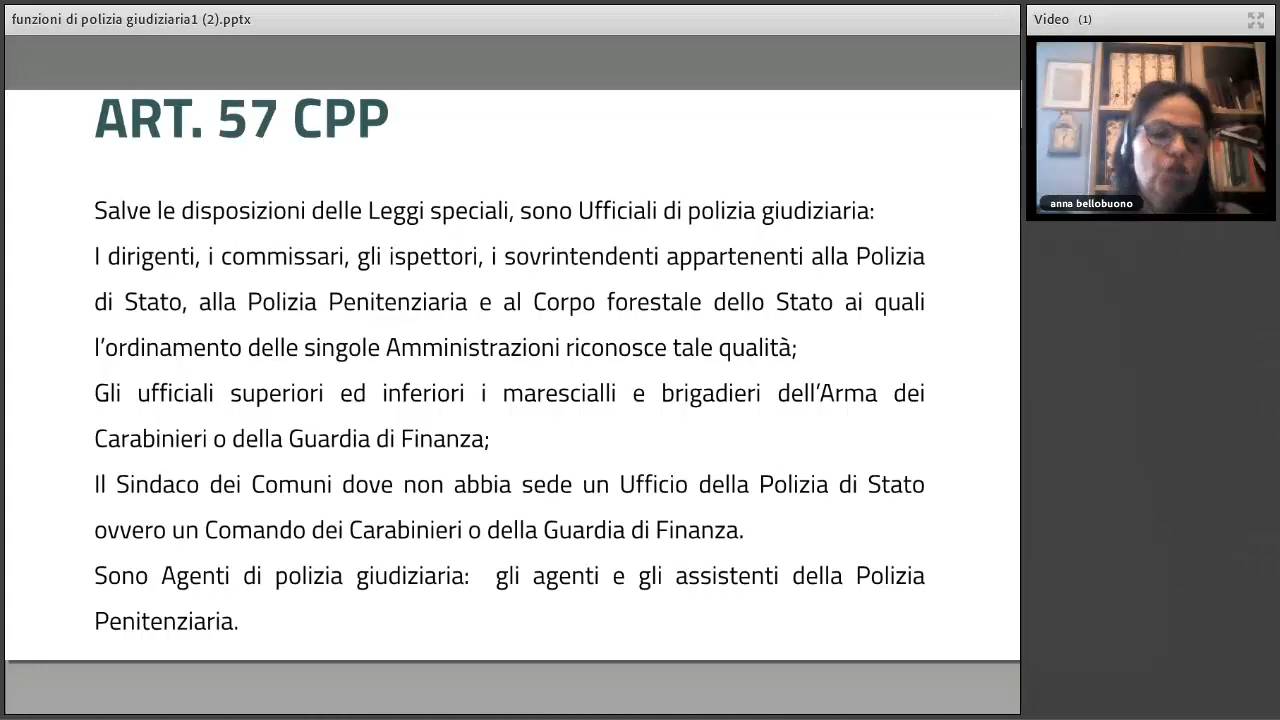 funzioni di polizia giudiziaria1 (2).pptx
Video (1)
ART. 57 CPP
Salve le disposizioni delle Leggi speciali, sono Ufficiali di polizia giudiziaria:
I dirigenti, i commissari, gli ispettori, i sovrintendenti appartenenti alla Polizia
di Stato, alla Polizia Penitenziaria e al Corpo forestale dello Stato ai quali
l’ordinamento delle singole Amministrazioni riconosce tale qualità;
Gli ufficiali superiori ed inferiori i marescialli e brigadieri dell’Arma dei
Carabinieri o della Guardia di Finanza;
Il Sindaco dei Comuni dove non abbia sede un Ufficio della Polizia di Stato
ovvero un Comando dei Carabinieri o della Guardia di Finanza.
Sono Agenti di polizia giudiziaria: gli agenti e gli assistenti della Polizia
Penitenziaria.
anna bellobuono